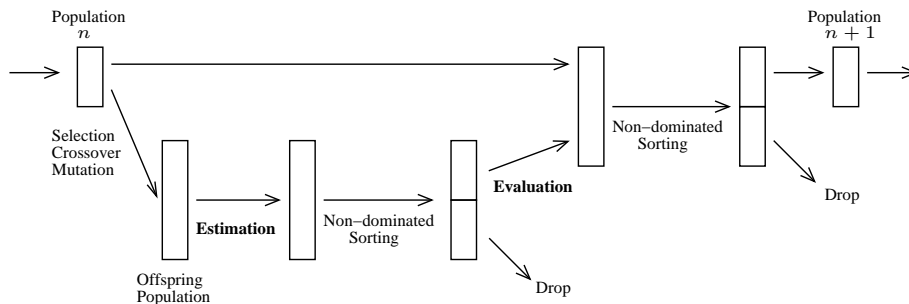 Population
n
Population
n + 1
Selection
Crossover
Mutation
Non−dominated
Sorting
Evaluation
Drop
Estimation
Non−dominated
Sorting
Offspring
Population
Drop